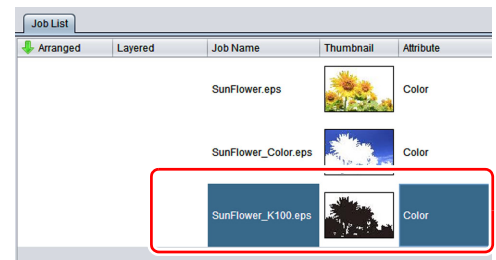 Job List
Arranged Layered Job Name Thumbnail Attribute
SunFlower.eps Color
SunFlower_Color.eps Color
SunFlower_K100.eps Color